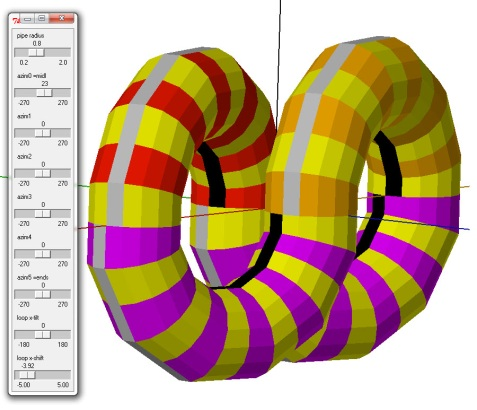 pipe radius
0.8
0.2 2.0
azim0 =midl
23
-270 270
azim1
0
-270 270
azim2
0
-270 270
azim3
0
-270 270
azim4
0
-270 270
azim5 =ends
0
-270 270
loop x-tilt
0
-180 180
loop x-shift
-3.92
-5.00 5.00